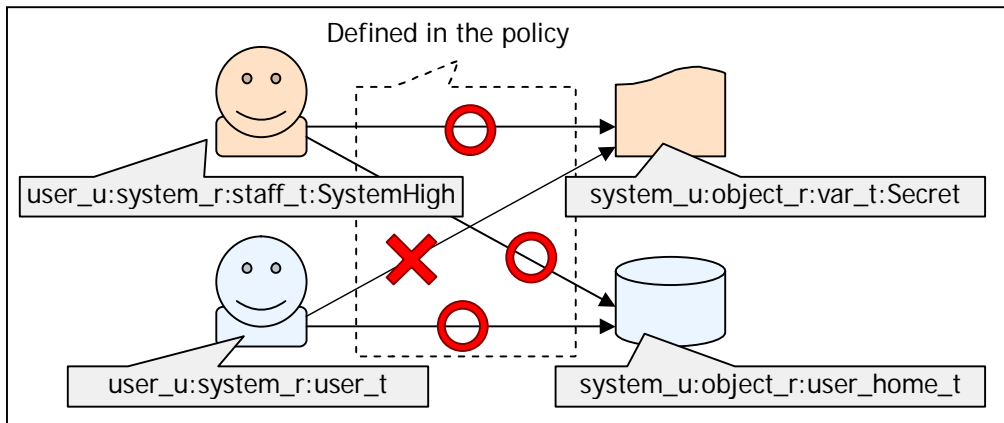 Defined in the policy
user_u:system_r:staff_t:SystemHigh
system_u:object_r:var_t:Secret
user_u:system_r:user_t
system_u:object_r:user_home_t